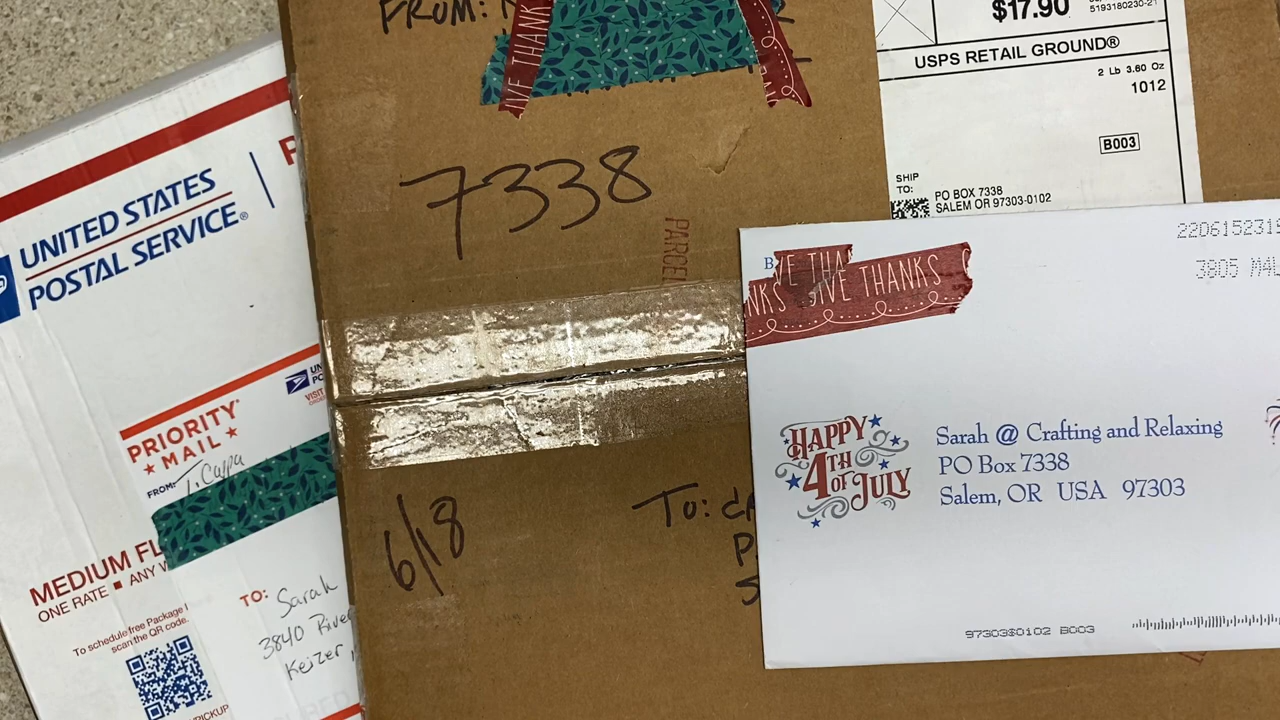 UNITED STATES
POSTAL SERVICE®
PRIORITY
MAIL
FROM:
MEDIUM
ONE RATE ■ ANY
To schedule free Package
scan the QR code.
TO: Sarah
3840
Keizer,
FROM:
GIVE THANKS
7338
PARCEL
6/18
To:
$17.90
5193180230-21
USPS RETAIL GROUND®
2 Lb 3.60 Oz
1012
B003
SHIP
TO:
PO BOX 7338
SALEM OR 97303-0102
3805
HAPPY
4TH
OF JULY
Sarah @ Crafting and Relaxing
PO Box 7338
Salem, OR USA 97303
97303$0102 B003